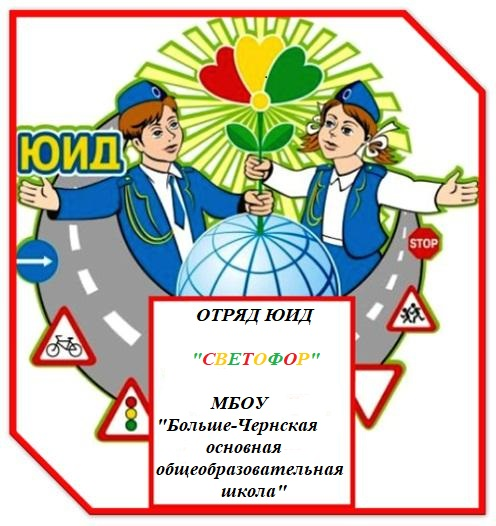 ЮИД
STOP
ОТРЯД ЮИД
"СВЕТОФОР"
МБОУ
"Больше-Чернская
основная
общеобразовательная
школа"